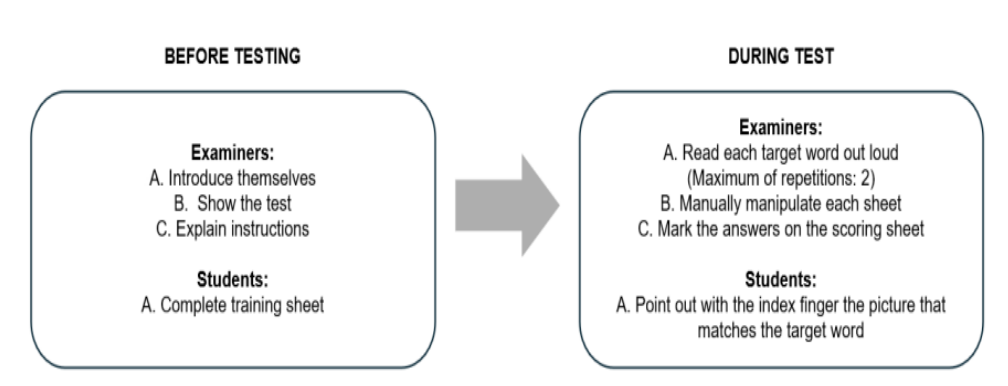 BEFORE TESTING
Examiners:
A. Introduce themselves
B. Show the test
C. Explain instructions
Students:
A. Complete training sheet
DURING TEST
Examiners:
A. Read each target word out loud
(Maximum of repetitions: 2)
B. Manually manipulate each sheet
C. Mark the answers on the scoring sheet
Students:
A. Point out with the index finger the picture that
matches the target word